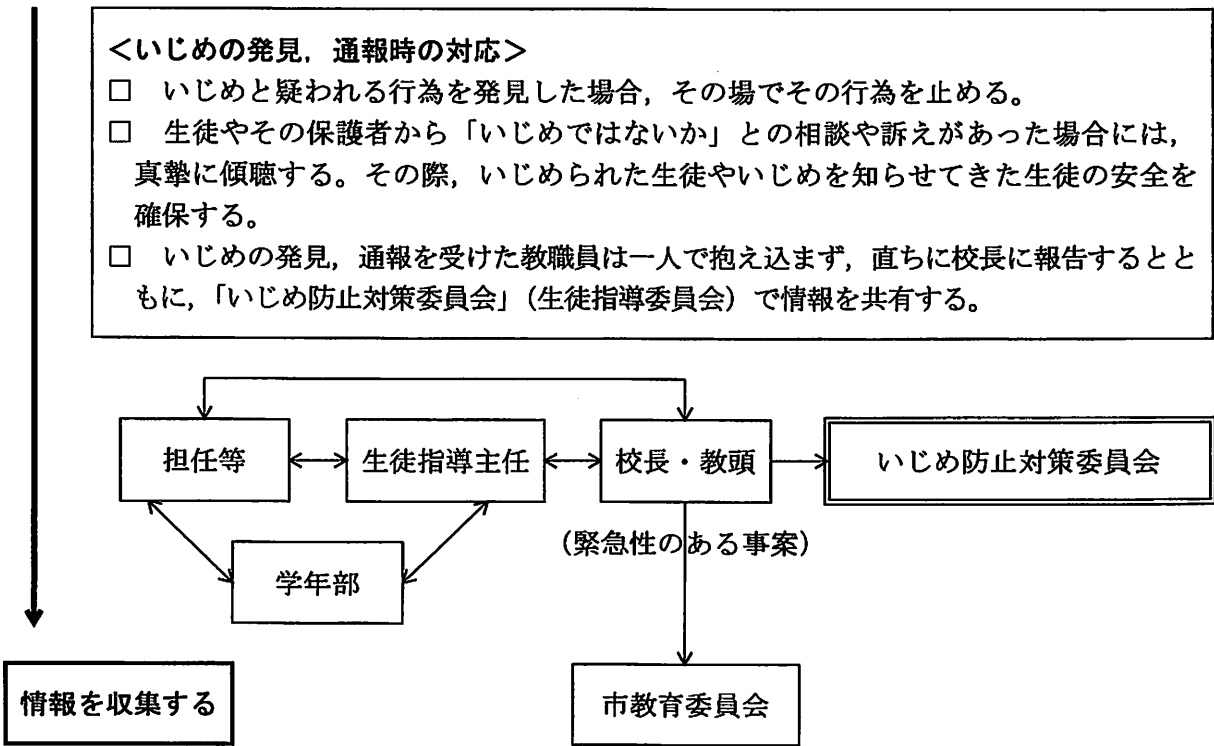 <いじめの発見，通報時の対応>
□ いじめと疑われる行為を発見した場合，その場でその行為を止める。
□ 生徒やその保護者から「いじめではないか」との相談や訴えがあった場合には，
真摯に傾聴する。その際，いじめられた生徒やいじめを知らせてきた生徒の安全を
確保する。
□ いじめの発見，通報を受けた教職員は一人で抱え込まず，直ちに校長に報告するとと
もに，「いじめ防止対策委員会」（生徒指導委員会）で情報を共有する。
担任等
生徒指導主任
校長・教頭
いじめ防止対策委員会
（緊急性のある事案）
学年部
情報を収集する
市教育委員会